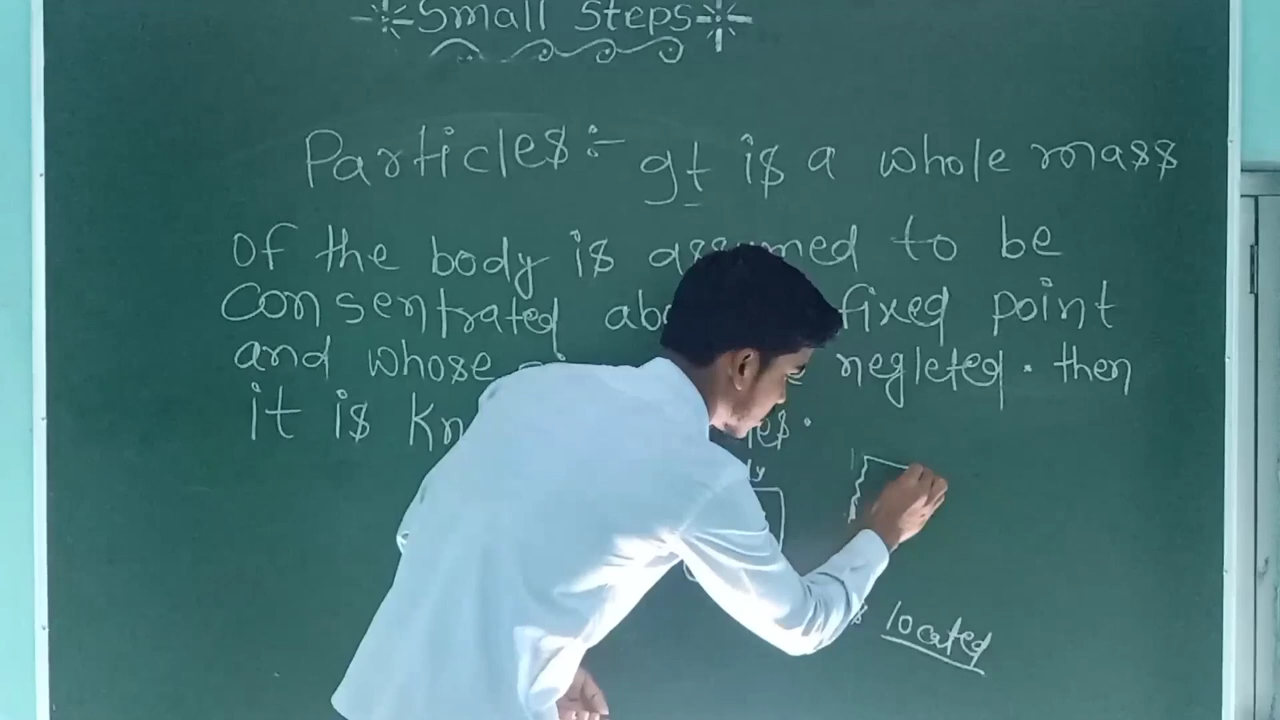 Small Steps
Particles:- It is a whole mass
of the body is assumed to be
Consentrated fixed point
and whose negleted. then
it is
located